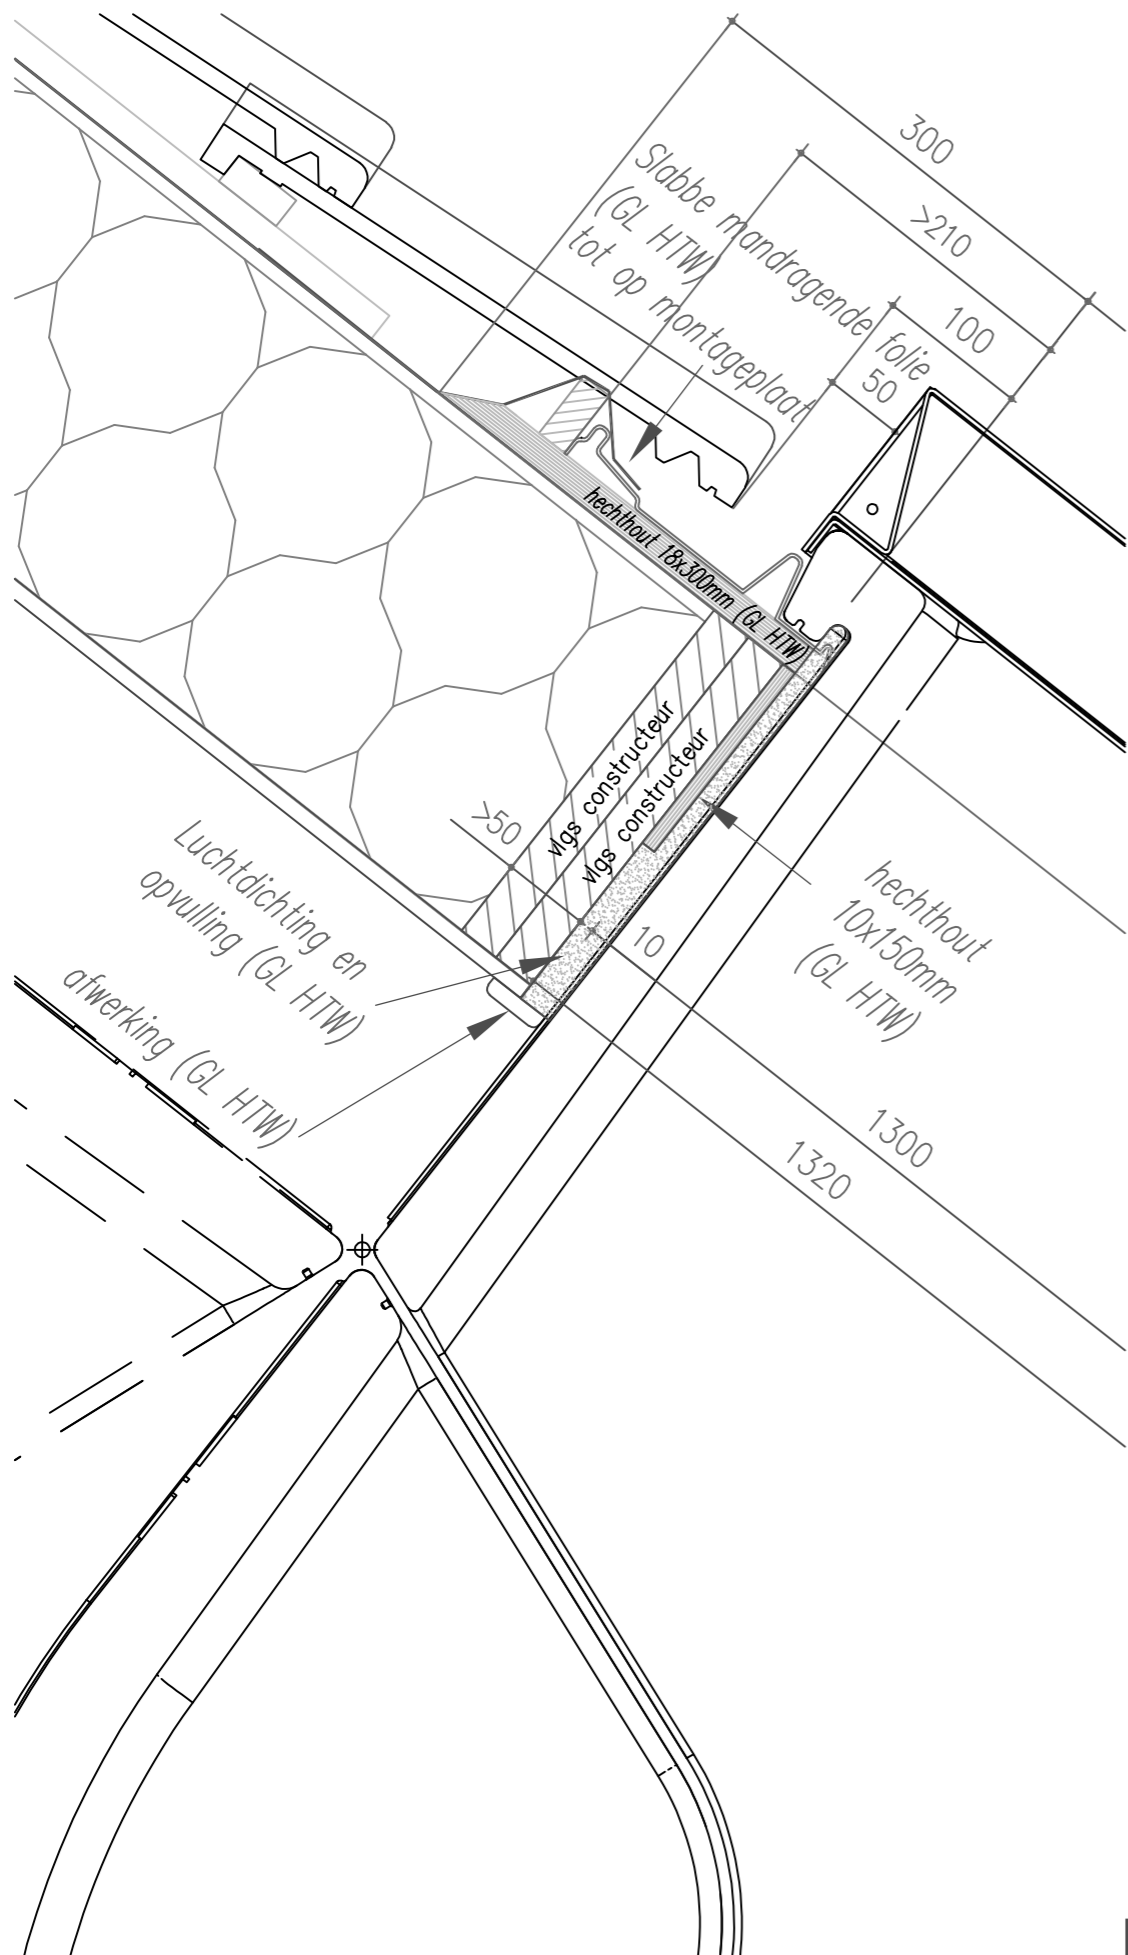 300
>210
100
50
Slabbe mandragende folie
(GL HTW)
tot op montageplaat
hechthout 18x300mm (GL HTW)
vlgs constructeur
vlgs constructeur
>50
10
Luchtdichting en
opvulling (GL HTW)
afwerking (GL HTW)
hechthout
10x150mm
(GL HTW)
1300
1320